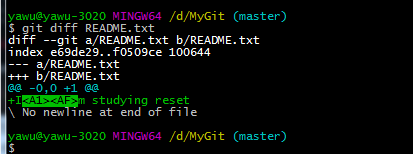 yawu@yawu-3020 MINGW64 /d/MyGit (master)
$ git diff README.txt
diff --git a/README.txt b/README.txt
index e69de29..f0509ce 100644
--- a/README.txt
+++ b/README.txt
@@ -0,0 +1 @@
+I<A1><AF>m studying reset
\ No newline at end of file
yawu@yawu-3020 MINGW64 /d/MyGit (master)
$